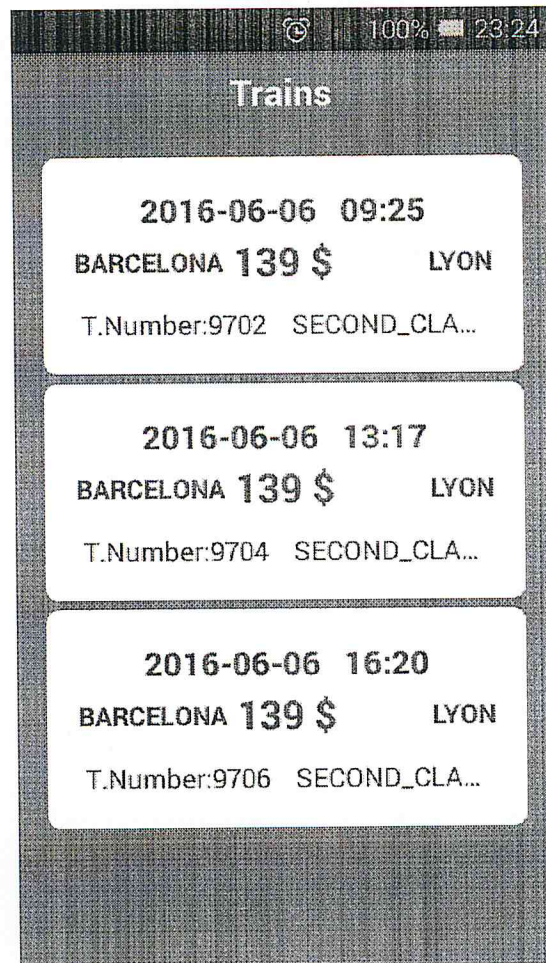 100% 23:24
Trains
2016-06-06 09:25
BARCELONA 139 $ LYON
T.Number:9702 SECOND_CLA...
2016-06-06 13:17
BARCELONA 139 $ LYON
T.Number:9704 SECOND_CLA...
2016-06-06 16:20
BARCELONA 139 $ LYON
T.Number:9706 SECOND_CLA...